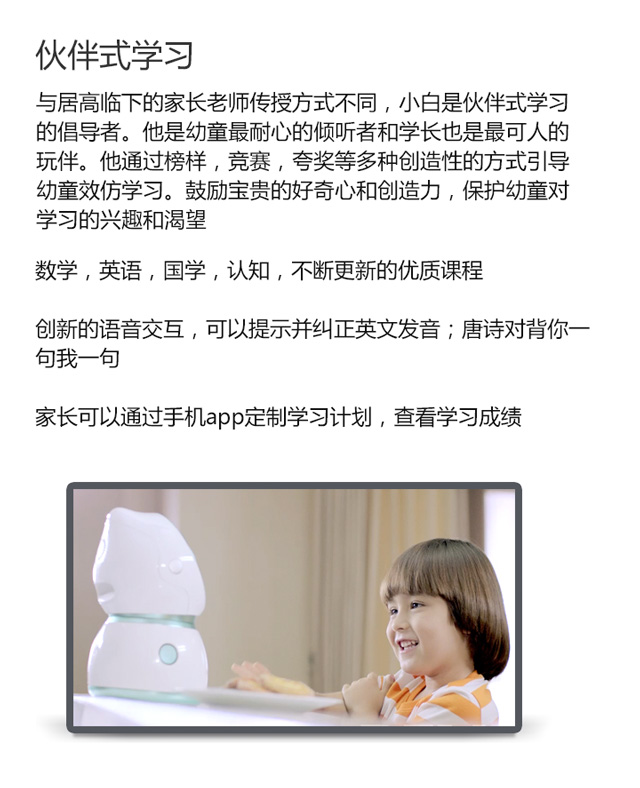 伙伴式学习
与居高临下的家长老师传授方式不同，小白是伙伴式学习
的倡导者。他是幼童最耐心的倾听者和学长也是最可人的
玩伴。他通过榜样，竞赛，夸奖等多种创造性的方式引导
幼童效仿学习。鼓励宝贵的好奇心和创造力，保护幼童对
学习的兴趣和渴望
数学，英语，国学，认知，不断更新的优质课程
创新的语音交互，可以提示并纠正英文发音；唐诗对背你一
句我一句
家长可以通过手机app定制学习计划，查看学习成绩